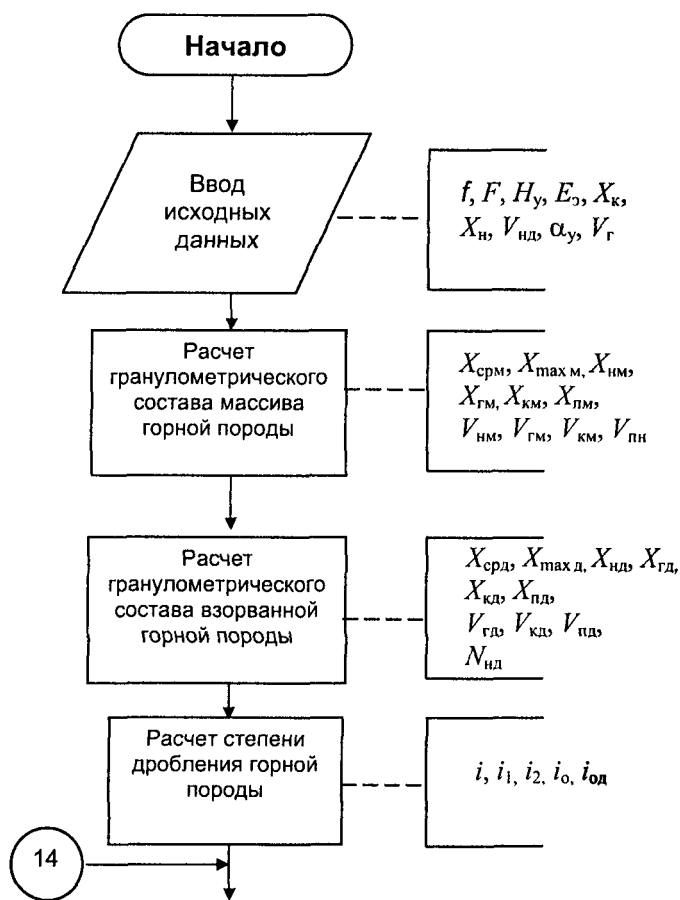 Начало
Ввод
исходных
данных
f, F, Hу, Eэ, Xк,
Xн, Vнд, αу, Vг
Расчет
гранулометрического
состава массива
горной породы
Xсрм, Xmax м, Xнм,
Xгм, Xкм, Xпм,
Vнм, Vгм, Vкм, Vпн
Расчет
гранулометрического
состава взорванной
горной породы
Xсрд, Xmax д, Xнд, Xгд,
Xкд, Xпд,
Vгд, Vкд, Vпд,
Nнд
Расчет степени
дробления горной
породы
i, i1, i2, iо, iод
14